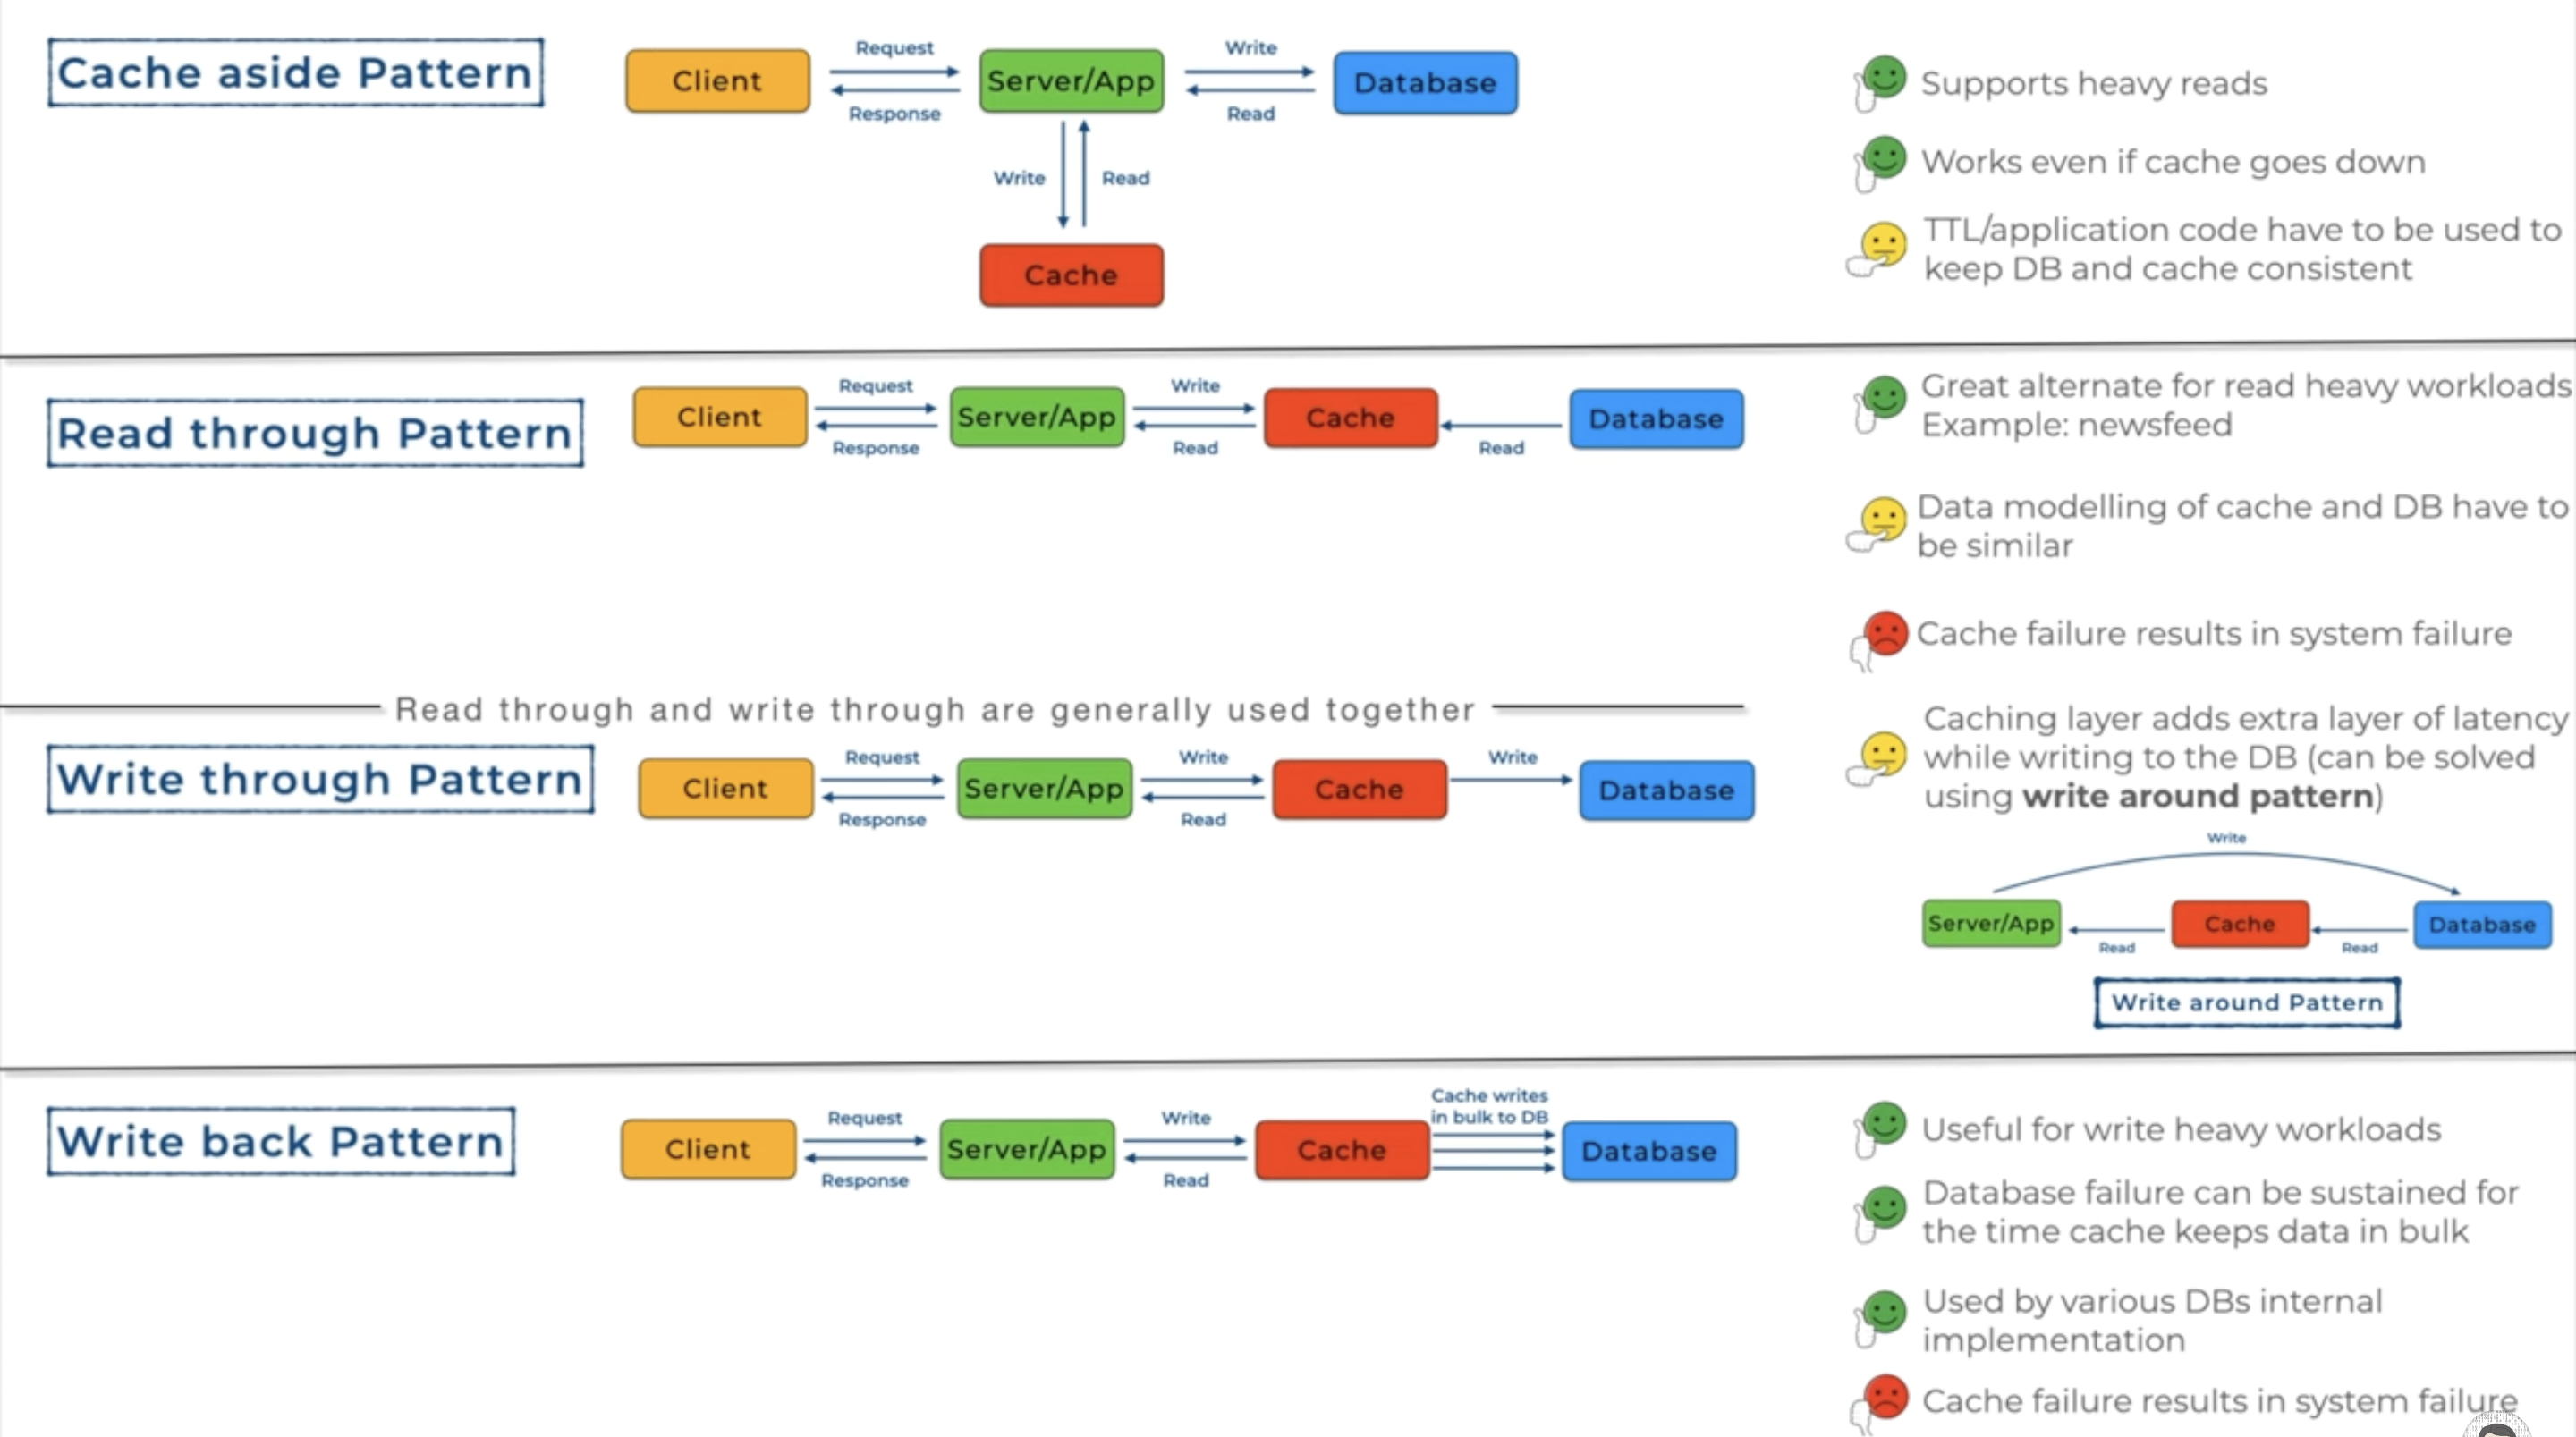 Cache aside Pattern
Client
Request
Response
Server/App
Write
Read
Database
Write
Read
Cache
Supports heavy reads
Works even if cache goes down
TTL/application code have to be used to
keep DB and cache consistent
Read through Pattern
Client
Request
Response
Server/App
Write
Read
Cache
Read
Database
Great alternate for read heavy workloads
Example: newsfeed
Data modelling of cache and DB have to
be similar
Cache failure results in system failure
Read through and write through are generally used together
Write through Pattern
Client
Request
Response
Server/App
Write
Read
Cache
Write
Database
Caching layer adds extra layer of latency
while writing to the DB (can be solved
using write around pattern)
Write
Server/App
Read
Cache
Read
Database
Write around Pattern
Write back Pattern
Client
Request
Response
Server/App
Write
Read
Cache
Cache writes
in bulk to DB
Database
Useful for write heavy workloads
Database failure can be sustained for
the time cache keeps data in bulk
Used by various DBs internal
implementation
Cache failure results in system failure